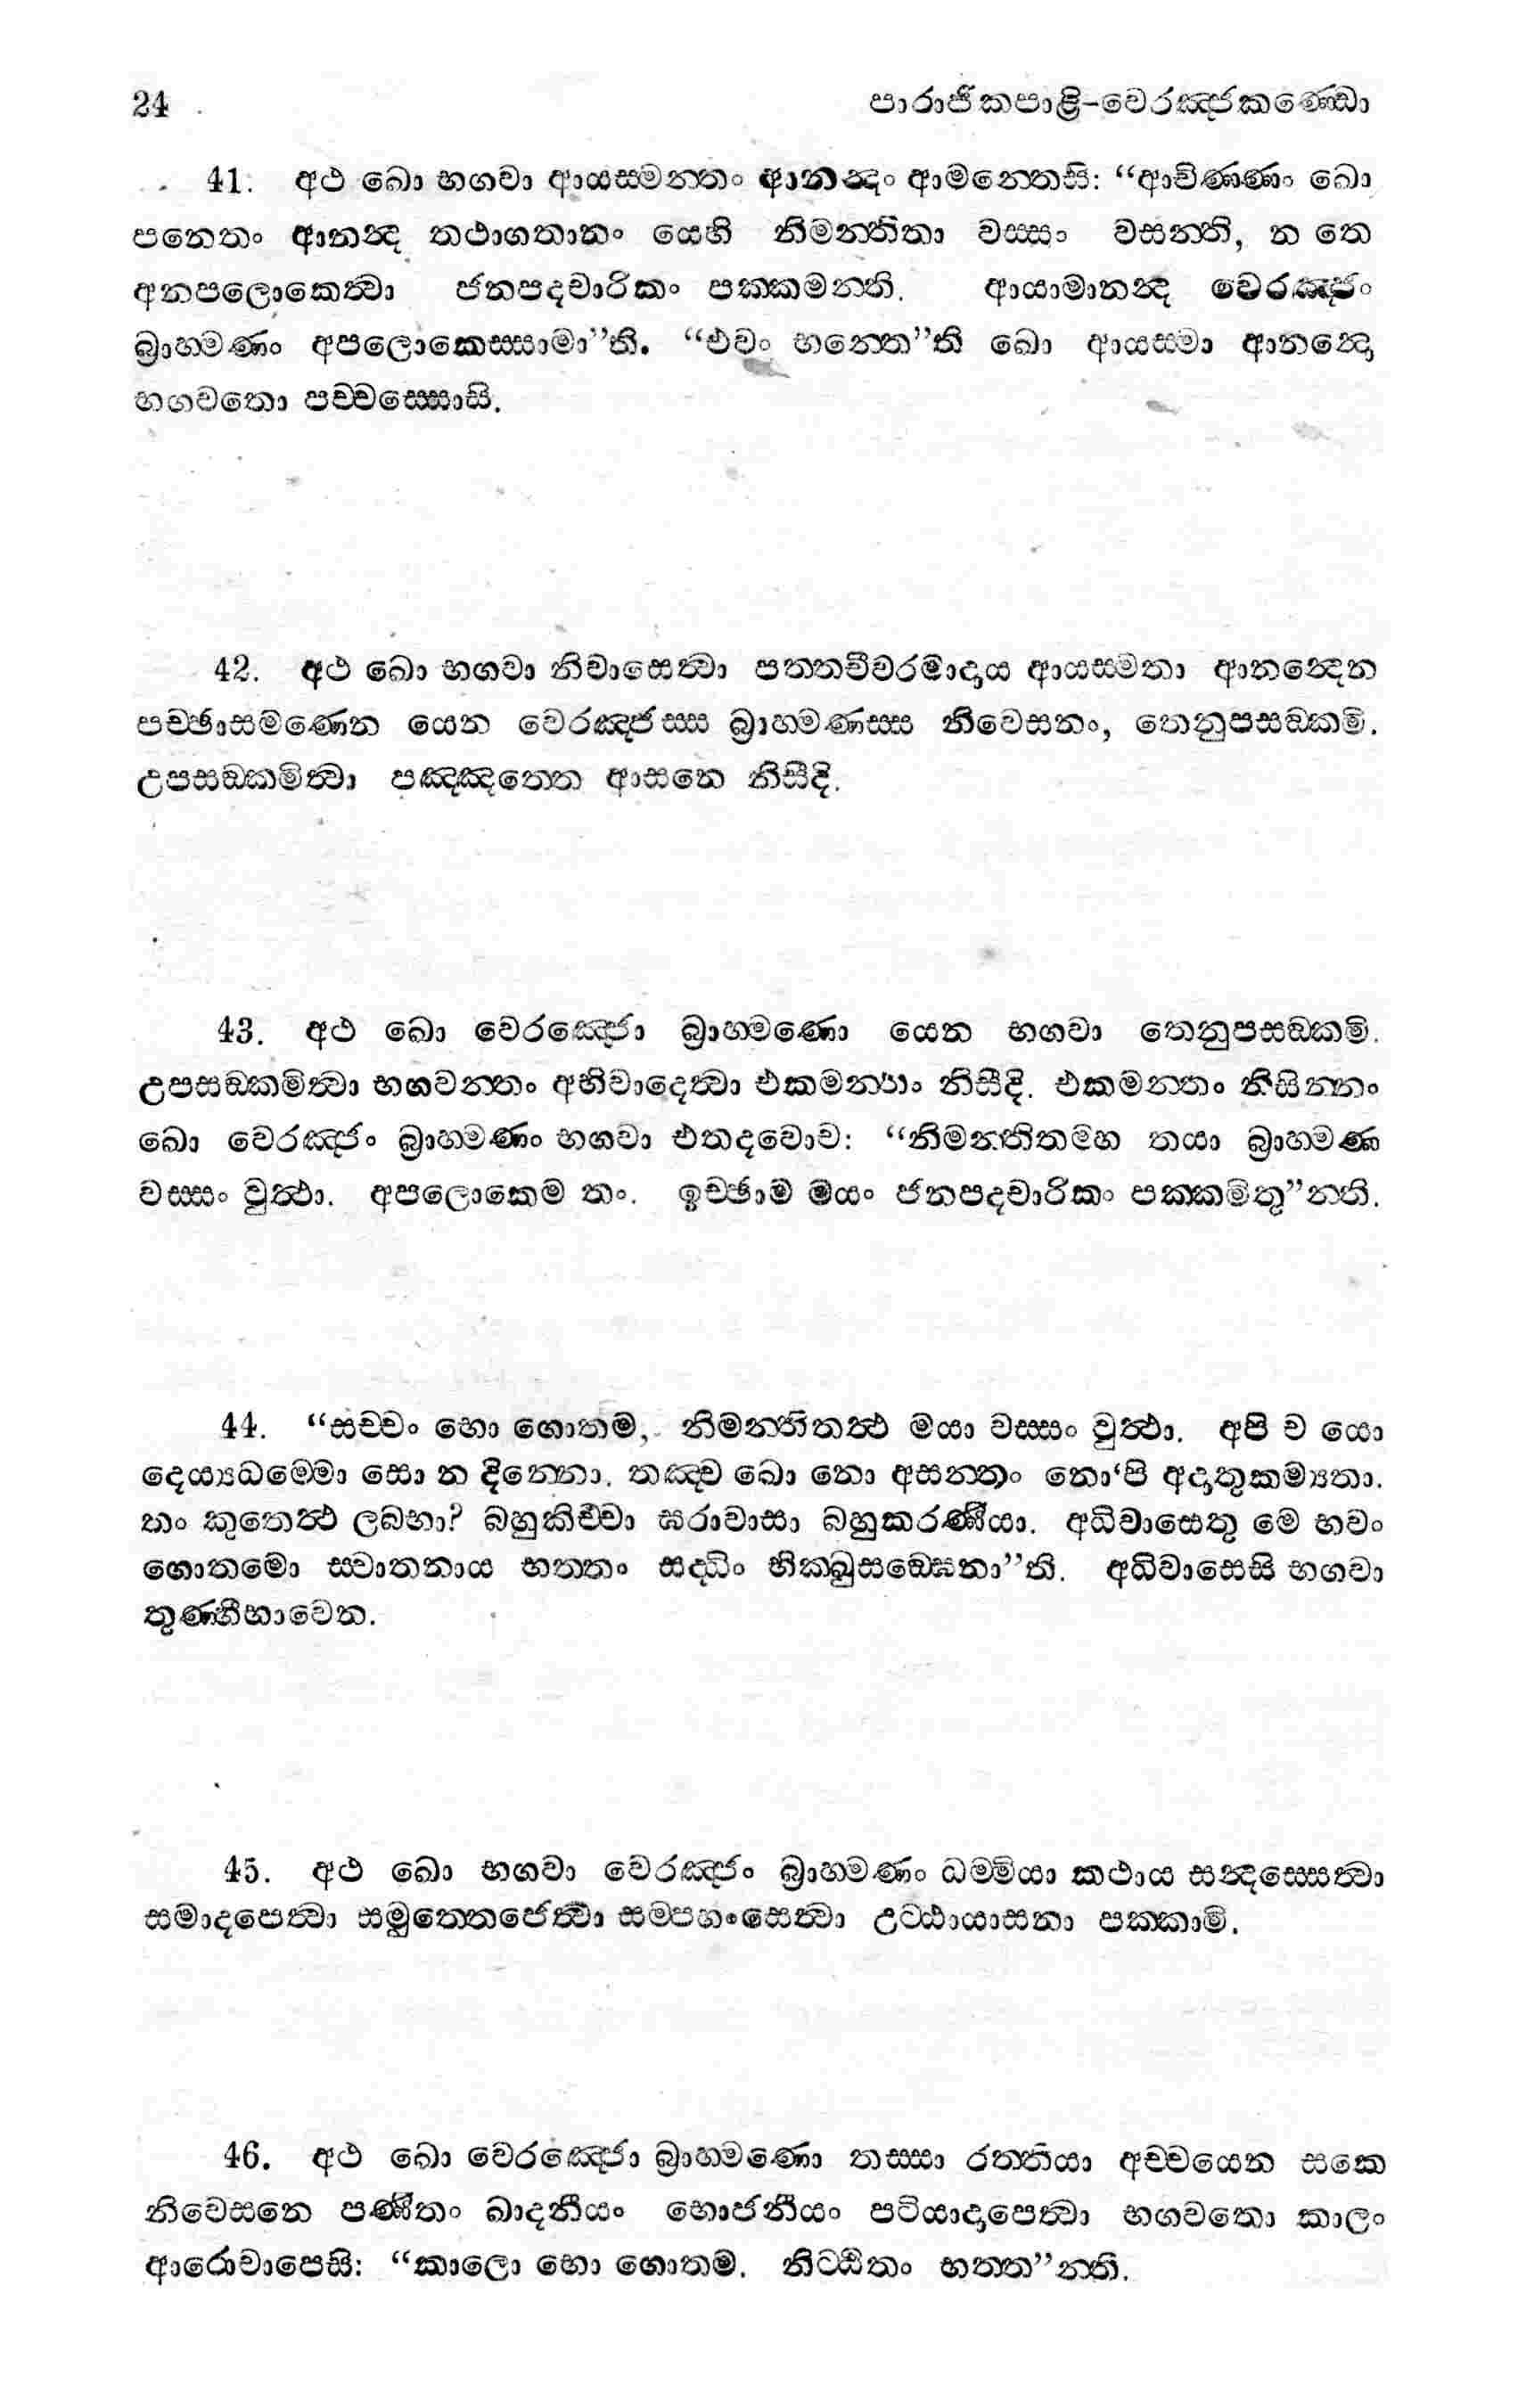 24 පාරාජිකපාළි-වෙරඤ්ජකණ්ඩො
41. අථ ඛො භගවා ආයස්මන්තං ආනන්දං ආමන්තෙසි: “ආචිණ්ණං ඛො
පනෙතං ආනන්ද තථාගතානං යෙහි නිමන්තිතා වස්සං වසන්ති, න තෙ
අනපලොකෙත්වා ජනපදචාරිකං පක්කමන්ති. ආයාමානන්ද වෙරඤ්ජං
බ්‍රාහ්මණං අපලොකෙස්සාමා”ති. “එවං භන්තෙ”ති ඛො ආයස්මා ආනන්දො
භගවතො පච්චස්සොසි.
42. අථ ඛො භගවා නිවාසෙත්වා පත්තචීවරමාදාය ආයස්මතා ආනන්දෙන
පච්ඡාසමණෙන යෙන වෙරඤ්ජස්ස බ්‍රාහ්මණස්ස නිවෙසනං, තෙනුපසඞ්කමි.
උපසඞ්කමිත්වා පඤ්ඤත්තෙ ආසනෙ නිසීදි.
43. අථ ඛො වෙරඤ්ජො බ්‍රාහ්මණො යෙන භගවා තෙනුපසඞ්කමි.
උපසඞ්කමිත්වා භගවන්තං අභිවාදෙත්වා එකමන්තං නිසීදි. එකමන්තං නිසින්නං
ඛො වෙරඤ්ජං බ්‍රාහ්මණං භගවා එතදවොච: “නිමන්තිතම්හ තයා බ්‍රාහ්මණ
වස්සං වුත්ථා. අපලොකෙම තං. ඉච්ඡාම මයං ජනපදචාරිකං පක්කමිතු”න්ති.
44. “සච්චං භො ගොතම, නිමන්තිතත්ථ මයා වස්සං වුත්ථා. අපි ච යො
දෙය්‍යධම්මො සො න දින්නො. තඤ්ච ඛො නො අසන්තං නො‘පි අදාතුකම්‍යතා.
තං කුතෙත්ථ ලබ්භා? බහුකිච්චා ඝරාවාසා බහුකරණීයා. අධිවාසෙතු මෙ භවං
ගොතමො ස්වාතනාය භත්තං සද්ධිං භික්ඛුසඞ්ඝෙනා”ති. අධිවාසෙසි භගවා
තුණ්හීභාවෙන.
45. අථ ඛො භගවා වෙරඤ්ජං බ්‍රාහ්මණං ධම්මියා කථාය සන්දස්සෙත්වා
සමාදපෙත්වා සමුත්තෙජෙත්වා සම්පහංසෙත්වා උට්ඨායාසනා පක්කාමි.
46. අථ ඛො වෙරඤ්ජො බ්‍රාහ්මණො තස්සා රත්තියා අච්චයෙන සකෙ
නිවෙසනෙ පණීතං ඛාදනීයං භොජනීයං පටියාදාපෙත්වා භගවතො කාලං
ආරොචාපෙසි: “කාලො භො ගොතම. නිට්ඨිතං භත්ත”න්ති.